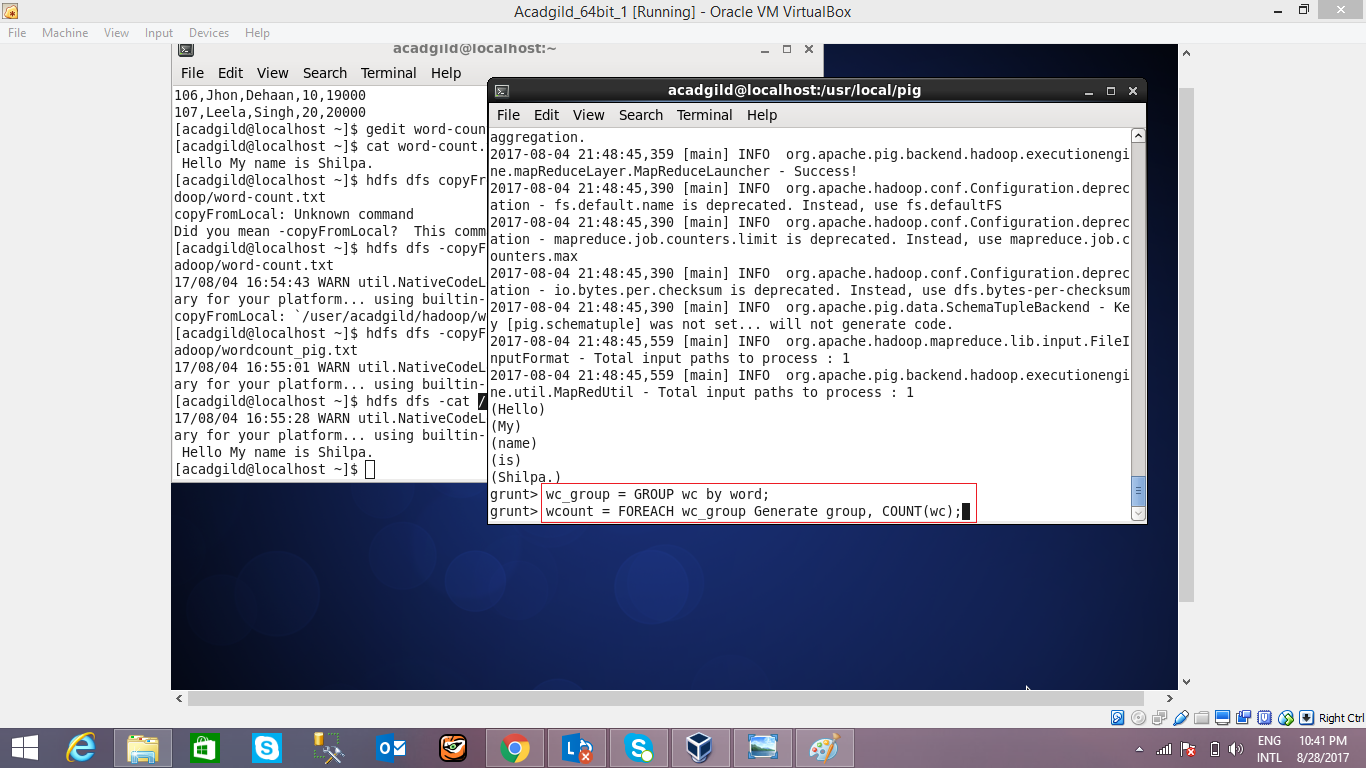 Acadgild_64bit_1 [Running] - Oracle VM VirtualBox
File Machine View Input Devices Help
acadgild@localhost:~
File Edit View Search Terminal Help
106,Jhon,Dehaan,10,19000
107,Leela,Singh,20,20000
[acadgild@localhost ~]$ gedit word-coun
[acadgild@localhost ~]$ cat word-count.
Hello My name is Shilpa.
[acadgild@localhost ~]$ hdfs dfs copyFr
doop/word-count.txt
copyFromLocal: Unknown command
Did you mean -copyFromLocal?  This comm
[acadgild@localhost ~]$ hdfs dfs -copyF
adoop/word-count.txt
17/08/04 16:54:43 WARN util.NativeCodeL
ary for your platform... using builtin-
copyFromLocal: `/user/acadgild/hadoop/w
[acadgild@localhost ~]$ hdfs dfs -copyF
adoop/wordcount_pig.txt
17/08/04 16:55:01 WARN util.NativeCodeL
ary for your platform... using builtin-
[acadgild@localhost ~]$ hdfs dfs -cat /
17/08/04 16:55:28 WARN util.NativeCodeL
ary for your platform... using builtin-
Hello My name is Shilpa.
[acadgild@localhost ~]$
acadgild@localhost:/usr/local/pig
File Edit View Search Terminal Help
aggregation.
2017-08-04 21:48:45,359 [main] INFO  org.apache.pig.backend.hadoop.executionengi
ne.mapReduceLayer.MapReduceLauncher - Success!
2017-08-04 21:48:45,390 [main] INFO  org.apache.hadoop.conf.Configuration.deprec
ation - fs.default.name is deprecated. Instead, use fs.defaultFS
2017-08-04 21:48:45,390 [main] INFO  org.apache.hadoop.conf.Configuration.deprec
ation - mapreduce.job.counters.limit is deprecated. Instead, use mapreduce.job.c
ounters.max
2017-08-04 21:48:45,390 [main] INFO  org.apache.hadoop.conf.Configuration.deprec
ation - io.bytes.per.checksum is deprecated. Instead, use dfs.bytes-per-checksum
2017-08-04 21:48:45,390 [main] INFO  org.apache.pig.data.SchemaTupleBackend - Ke
y [pig.schematuple] was not set... will not generate code.
2017-08-04 21:48:45,559 [main] INFO  org.apache.hadoop.mapreduce.lib.input.FileI
nputFormat - Total input paths to process : 1
2017-08-04 21:48:45,559 [main] INFO  org.apache.pig.backend.hadoop.executionengi
ne.util.MapRedUtil - Total input paths to process : 1
(Hello)
(My)
(name)
(is)
(Shilpa.)
grunt> wc_group = GROUP wc by word;
grunt> wcount = FOREACH wc_group Generate group, COUNT(wc);
Right Ctrl
ENG
INTL
10:41 PM
8/28/2017